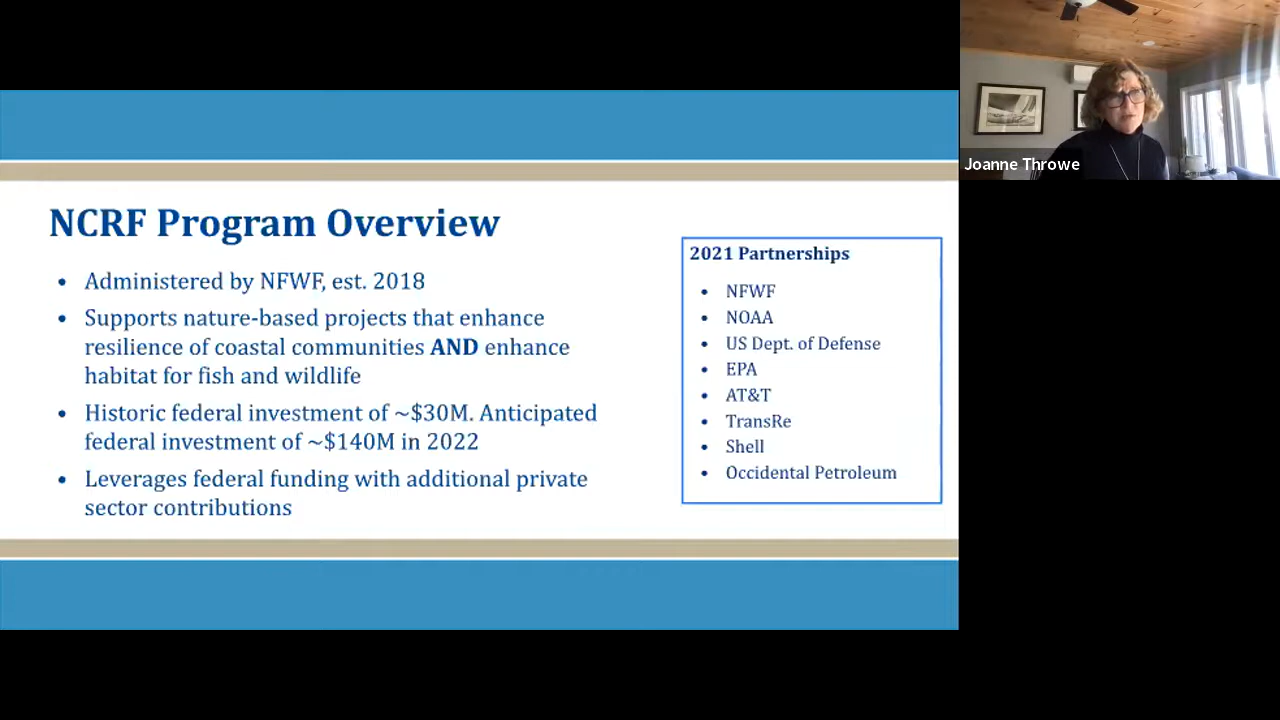 NCRF Program Overview
• Administered by NFWF, est. 2018
• Supports nature-based projects that enhance
resilience of coastal communities AND enhance
habitat for fish and wildlife
• Historic federal investment of ~$30M. Anticipated
federal investment of ~$140M in 2022
• Leverages federal funding with additional private
sector contributions
2021 Partnerships
• NFWF
• NOAA
• US Dept. of Defense
• EPA
• AT&T
• TransRe
• Shell
• Occidental Petroleum
Joanne Throwe